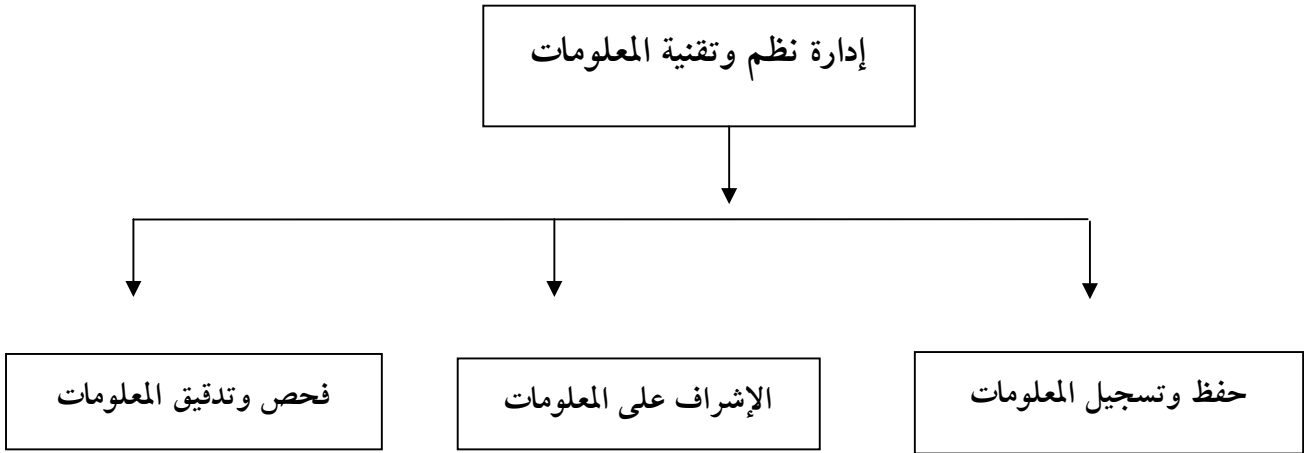 إدارة نظم وتقنية المعلومات
حفظ وتسجيل المعلومات
الإشراف على المعلومات
فحص وتدقيق المعلومات